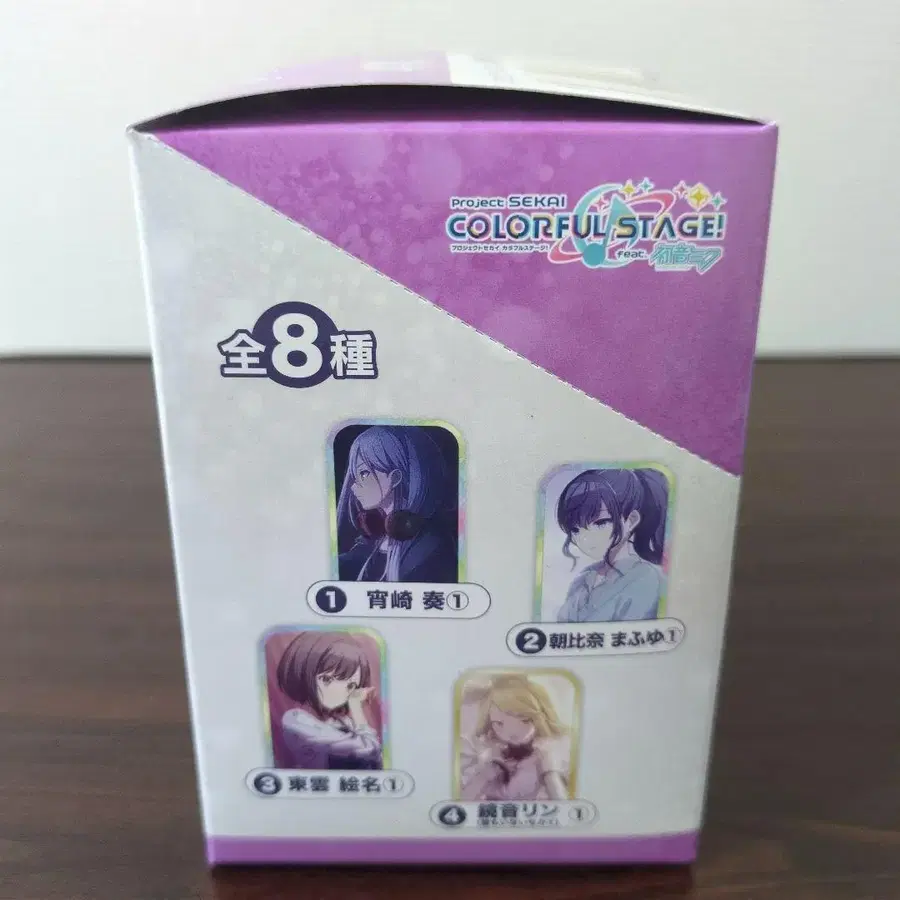 Project SEKAI
COLORFUL STAGE!
プロジェクトセカイ カラフルステージ!
feat. 初音ミク
全8種
1 宵崎 奏①
2 朝比奈 まふゆ①
3 東雲 絵名①
4 鏡音リン ①